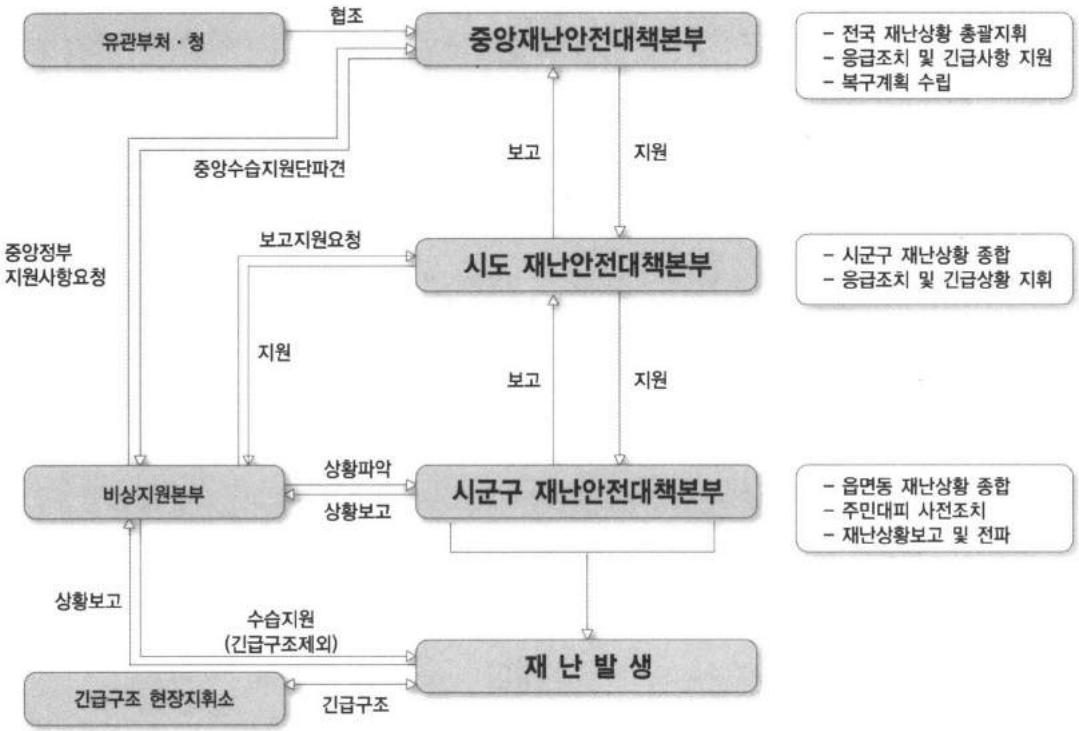 협조
유관부처·청
중앙재난안전대책본부
- 전국 재난상황 총괄지휘
- 응급조치 및 긴급사항 지원
- 복구계획 수립
보고
지원
중앙수습지원단파견
중앙정부
지원사항요청
보고지원요청
시도 재난안전대책본부
- 시군구 재난상황 종합
- 응급조치 및 긴급상황 지휘
지원
보고
지원
비상지원본부
상황파악
상황보고
시군구 재난안전대책본부
- 읍면동 재난상황 종합
- 주민대피 사전조치
- 재난상황보고 및 전파
상황보고
수습지원
(긴급구조제외)
재난발생
긴급구조 현장지휘소
긴급구조